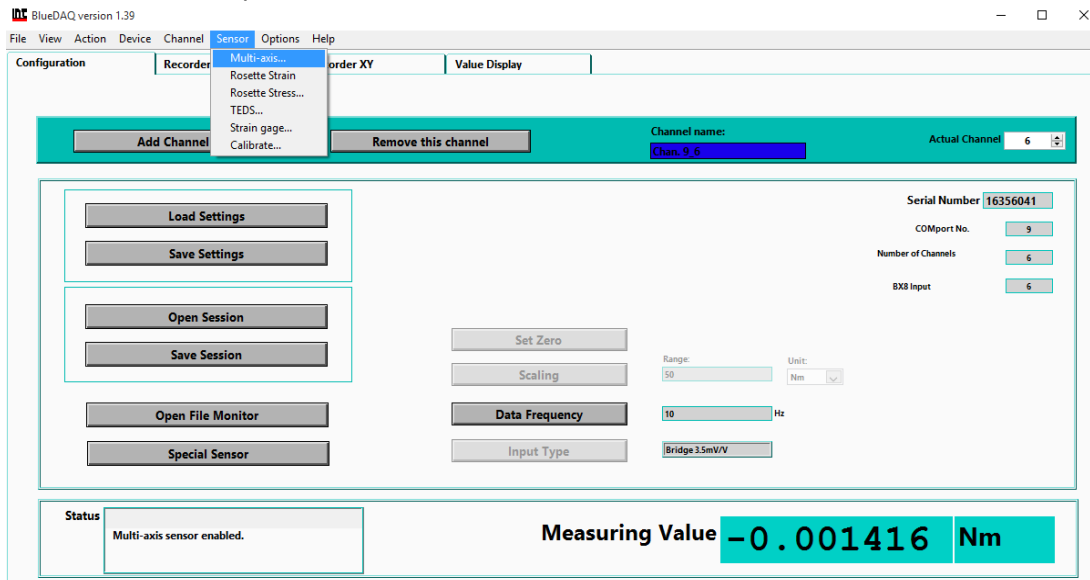 BlueDAQ version 1.39
File View Action Device Channel Sensor Options Help
Configuration
Recorder
order XY
Value Display
Multi-axis...
Rosette Strain
Rosette Stress...
TEDS...
Strain gage...
Calibrate...
Add Channel
Remove this channel
Channel name:
Chan. 9_6
Actual Channel 6
Load Settings
Save Settings
Open Session
Save Session
Open File Monitor
Special Sensor
Set Zero
Scaling
Data Frequency
Input Type
Range:
50
Unit:
Nm
10 Hz
Bridge 3.5mV/V
Serial Number 16356041
COMport No. 9
Number of Channels 6
BX8 Input 6
Status
Multi-axis sensor enabled.
Measuring Value -0.001416 Nm